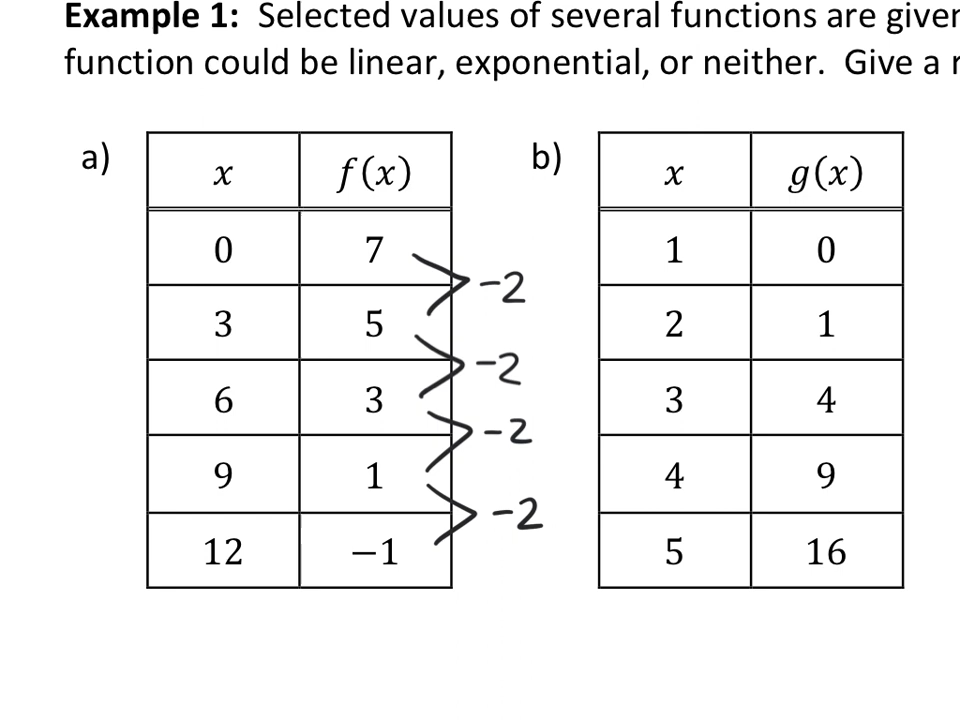 Example 1: Selected values of several functions are given
function could be linear, exponential, or neither. Give a
a)
x f(x)
0 7
-2
3 5
-2
6 3
-2
9 1
-2
12 −1
b)
x g(x)
1 0
2 1
3 4
4 9
5 16